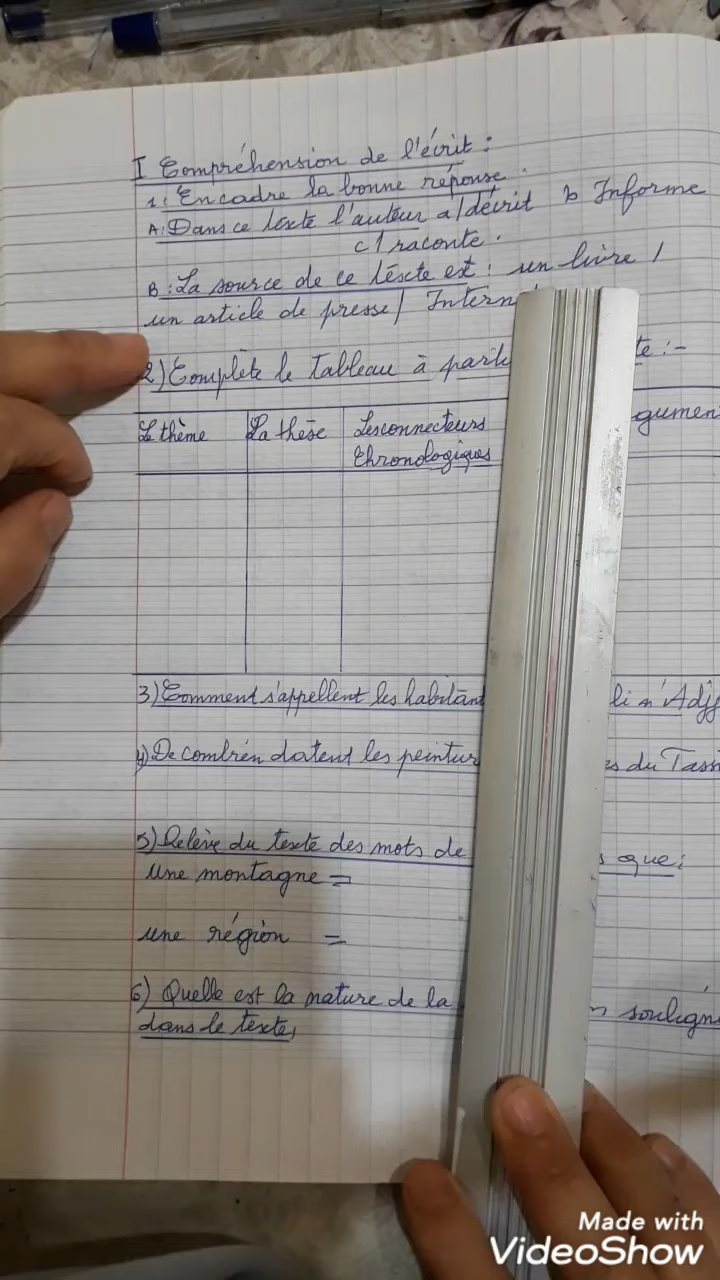 I Compréhension de l'écrit :
1: Encadre la bonne réponse.
A: Dans ce texte l'auteur a/décrit b Informe
c/ raconte.
B: La source de ce téxte est : un livre /
un article de presse/ Intern
2) Complète le tableau à parti te :-
Le thème La thèse Les connecteurs gumen
Chronologiques
3) Comment s'appellent les habitant li n'Adjj
4) De combien datent les peintur s du Tassi
5) Relève du texte des mots de s que :
une montagne =
une région =
6) Quelle est la nature de la n soulign
dans le texte,
Made with
VideoShow